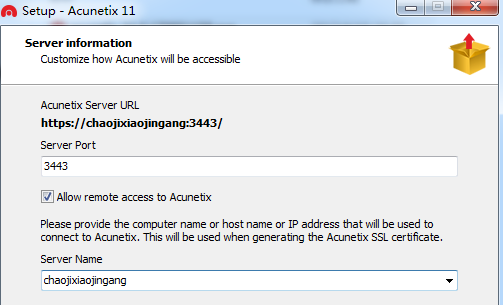 Setup - Acunetix 11
Server information
Customize how Acunetix will be accessible
Acunetix Server URL
https://chaojixiaojingang:3443/
Server Port
3443
Allow remote access to Acunetix
Please provide the computer name or host name or IP address that will be used to
connect to Acunetix. This will be used when generating the Acunetix SSL certificate.
Server Name
chaojixiaojingang